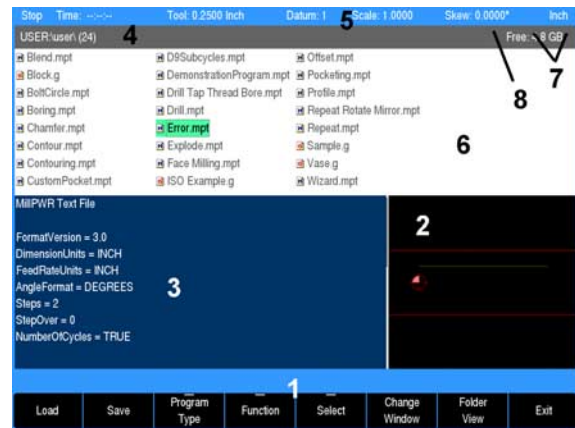 Stop Time: --:--:-- Tool: 0.2500 Inch Datum: 1 5 Scale: 1.0000 Skew: 0.0000° Inch
USER:\user\ (24) 4 Free: < 8 GB
7
8
Blend.mpt D9Subcycles.mpt Offset.mpt
Block.g DemonstrationProgram.mpt Pocketing.mpt
BoltCircle.mpt Drill Tap Thread Bore.mpt Profile.mpt
Boring.mpt Drill.mpt Repeat Rotate Mirror.mpt
Chamfer.mpt Error.mpt Repeat.mpt
Contour.mpt Explode.mpt Sample.g 6
Contouring.mpt Face Milling.mpt Vase.g
CustomPocket.mpt ISO Example.g Wizard.mpt
MillPWR Text File
2
FormatVersion = 3.0
DimensionUnits = INCH
FeedRateUnits = INCH
AngleFormat = DEGREES 3
Steps = 2
StepOver = 0
NumberOfCycles = TRUE
1
Load Save Program Type Function Select Change Window Folder View Exit